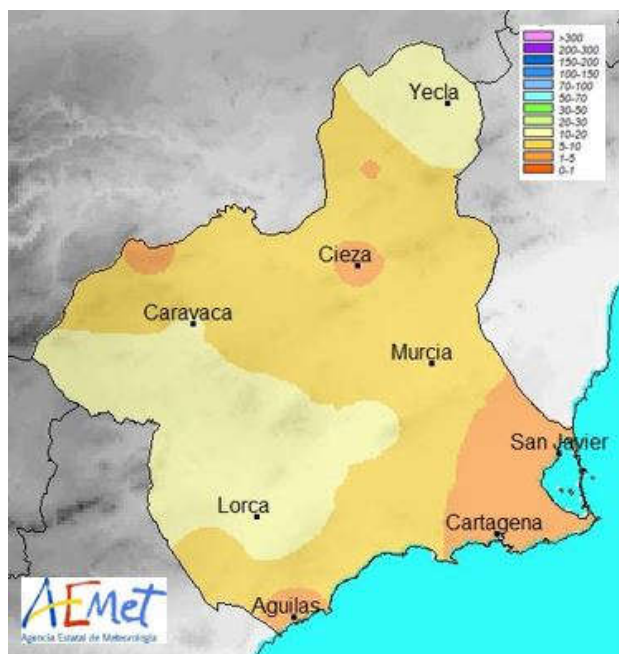 >300
200-300
150-200
100-150
70-100
50-70
30-50
20-30
10-20
5-10
1-5
0-1
Yecla
Cieza
Caravaca
Murcia
San Javier
Lorca
Cartagena
Aguilas
AEMet
Agencia Estatal de Meteorología